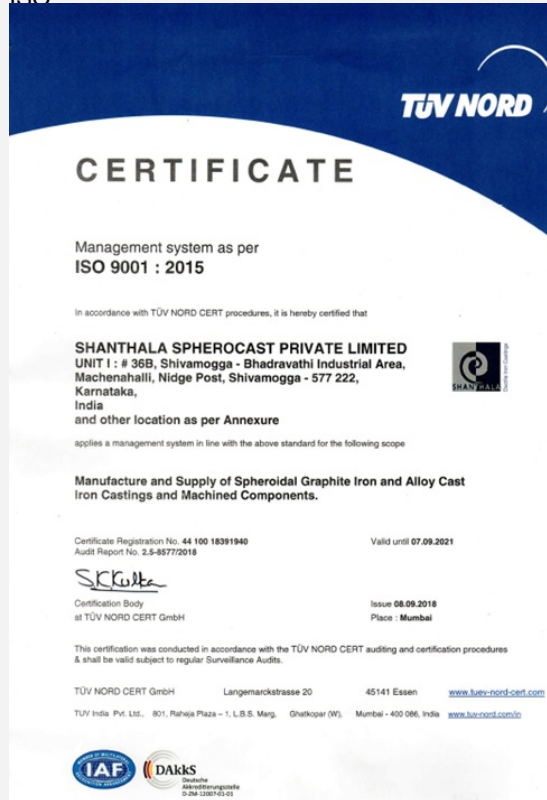 TÜV NORD
CERTIFICATE
Management system as per
ISO 9001 : 2015
In accordance with TÜV NORD CERT procedures, it is hereby certified that
SHANTHALA SPHEROCAST PRIVATE LIMITED
UNIT I : # 36B, Shivamogga - Bhadravathi Industrial Area,
Machenahalli, Nidge Post, Shivamogga - 577 222,
Karnataka,
India
and other location as per Annexure
SHANTHALA
Ductile Iron Castings
applies a management system in line with the above standard for the following scope
Manufacture and Supply of Spheroidal Graphite Iron and Alloy Cast
Iron Castings and Machined Components.
Certificate Registration No. 44 100 18391940
Audit Report No. 2.5-8577/2018
Valid until 07.09.2021
Certification Body
at TÜV NORD CERT GmbH
Issue 08.09.2018
Place : Mumbai
This certification was conducted in accordance with the TÜV NORD CERT auditing and certification procedures
& shall be valid subject to regular Surveillance Audits.
TÜV NORD CERT GmbH Langemarckstrasse 20 45141 Essen www.tuev-nord-cert.com
TUV India Pvt. Ltd., 801, Raheja Plaza – 1, L.B.S. Marg, Ghatkopar (W), Mumbai - 400 086, India www.tuv-nord.com/in
IAF
DAkkS
Deutsche
Akkreditierungsstelle
D-ZM-12007-01-01